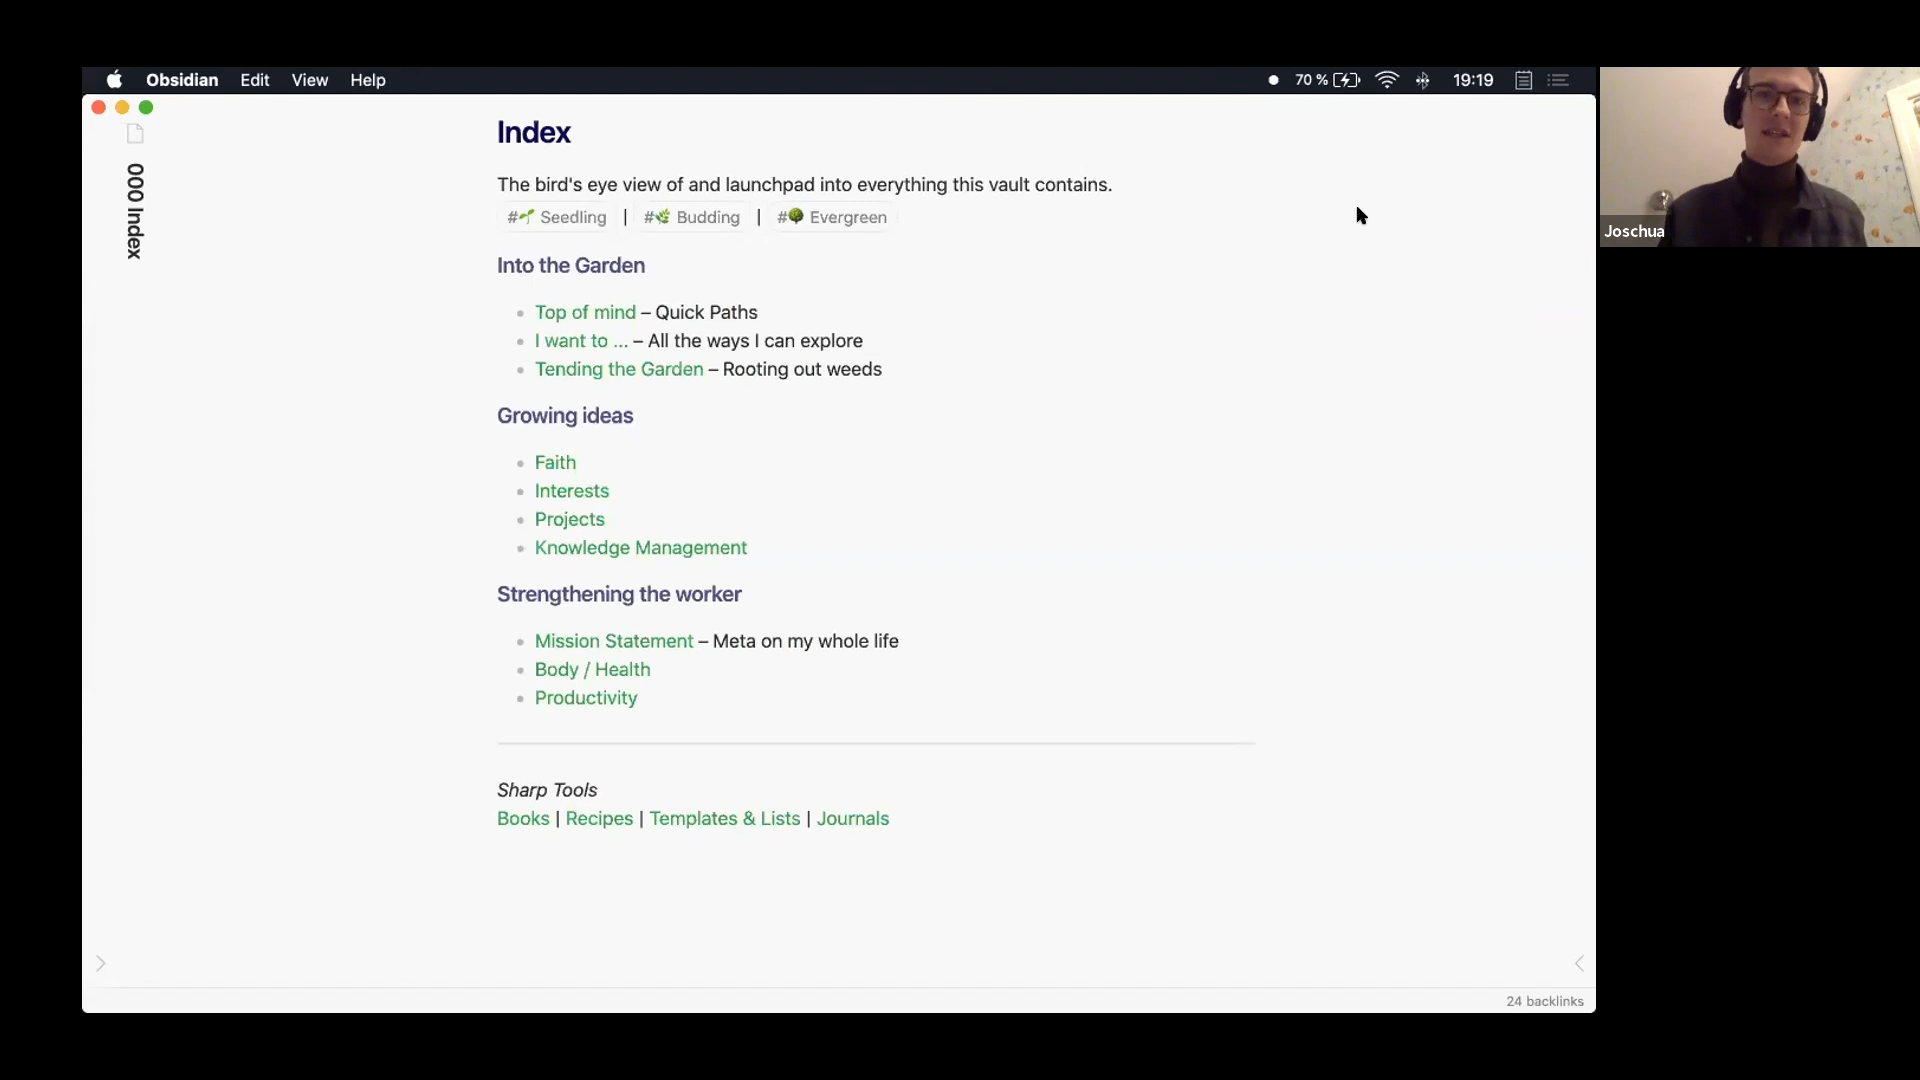 Obsidian Edit View Help 70 % 19:19
000 Index
Index
The bird's eye view of and launchpad into everything this vault contains.
#🌱 Seedling | #🌿 Budding | #🌳 Evergreen
Into the Garden
Top of mind – Quick Paths
I want to ... – All the ways I can explore
Tending the Garden – Rooting out weeds
Growing ideas
Faith
Interests
Projects
Knowledge Management
Strengthening the worker
Mission Statement – Meta on my whole life
Body / Health
Productivity
Sharp Tools
Books | Recipes | Templates & Lists | Journals
24 backlinks
Joschua